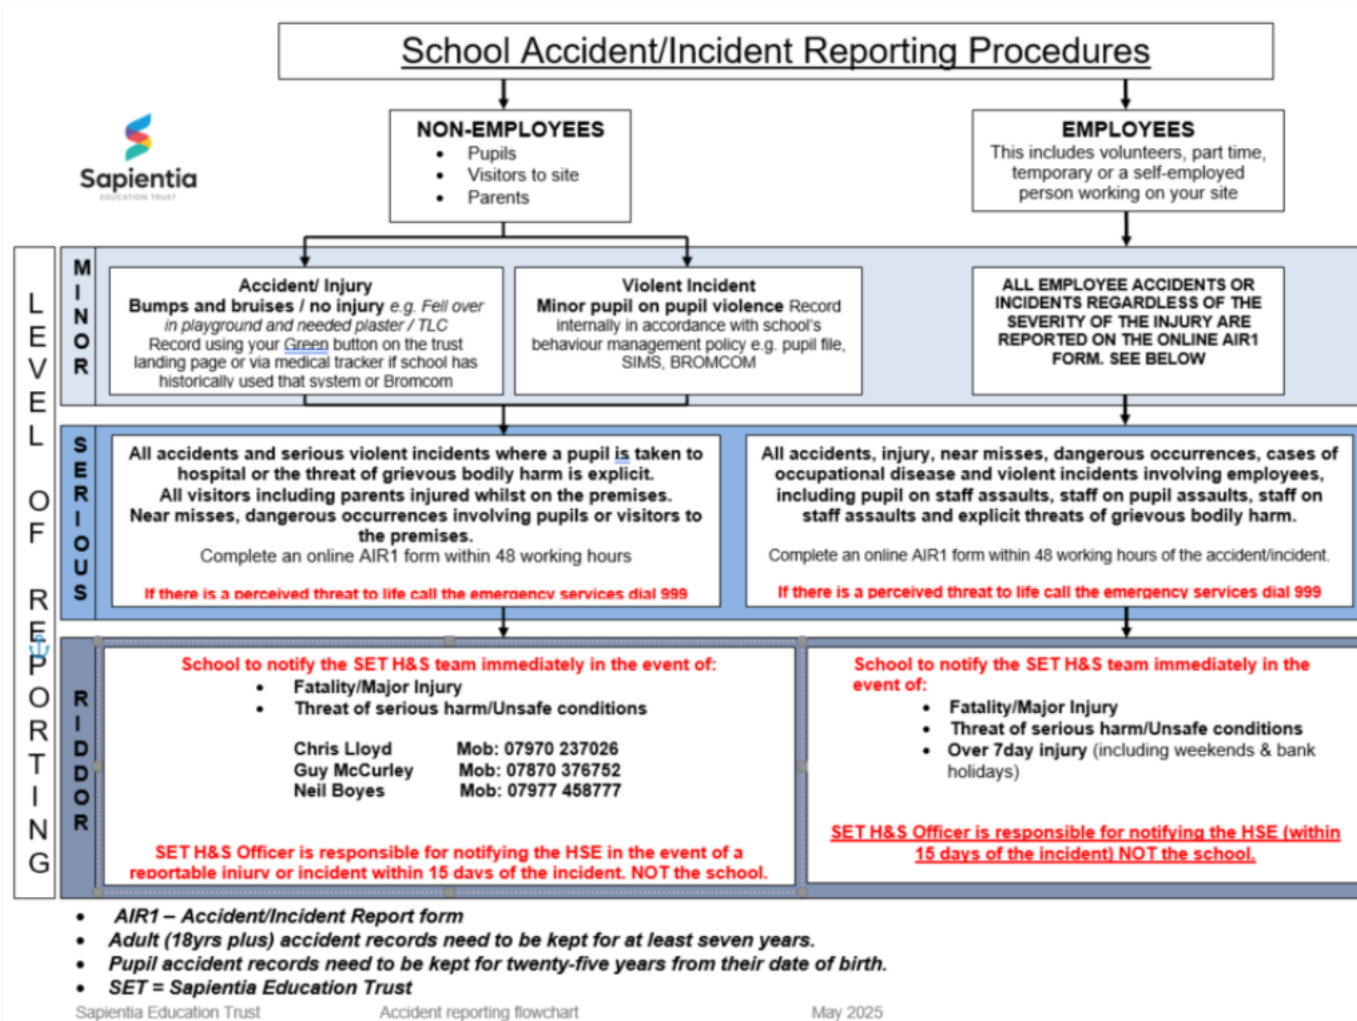 School Accident/Incident Reporting Procedures
Sapientia
EDUCATION TRUST
NON-EMPLOYEES
• Pupils
• Visitors to site
• Parents
EMPLOYEES
This includes volunteers, part time,
temporary or a self-employed
person working on your site
LEVEL OF REPORTING
MINOR
Accident/ Injury
Bumps and bruises / no injury e.g. Fell over
in playground and needed plaster / TLC
Record using your Green button on the trust
landing page or via medical tracker if school has
historically used that system or Bromcom
Violent Incident
Minor pupil on pupil violence Record
internally in accordance with school's
behaviour management policy e.g. pupil file,
SIMS, BROMCOM
ALL EMPLOYEE ACCIDENTS OR
INCIDENTS REGARDLESS OF THE
SEVERITY OF THE INJURY ARE
REPORTED ON THE ONLINE AIR1
FORM. SEE BELOW
SERIOUS
All accidents and serious violent incidents where a pupil is taken to
hospital or the threat of grievous bodily harm is explicit.
All visitors including parents injured whilst on the premises.
Near misses, dangerous occurrences involving pupils or visitors to
the premises.
Complete an online AIR1 form within 48 working hours
If there is a perceived threat to life call the emergency services dial 999
All accidents, injury, near misses, dangerous occurrences, cases of
occupational disease and violent incidents involving employees,
including pupil on staff assaults, staff on pupil assaults, staff on
staff assaults and explicit threats of grievous bodily harm.
Complete an online AIR1 form within 48 working hours of the accident/incident.
If there is a perceived threat to life call the emergency services dial 999
RIDDOR
School to notify the SET H&S team immediately in the event of:
• Fatality/Major Injury
• Threat of serious harm/Unsafe conditions
Chris Lloyd Mob: 07970 237026
Guy McCurley Mob: 07870 376752
Neil Boyes Mob: 07977 458777
SET H&S Officer is responsible for notifying the HSE in the event of a
reportable injury or incident within 15 days of the incident. NOT the school.
School to notify the SET H&S team immediately in the
event of:
• Fatality/Major Injury
• Threat of serious harm/Unsafe conditions
• Over 7day injury (including weekends & bank
holidays)
SET H&S Officer is responsible for notifying the HSE (within
15 days of the incident) NOT the school.
• AIR1 – Accident/Incident Report form
• Adult (18yrs plus) accident records need to be kept for at least seven years.
• Pupil accident records need to be kept for twenty-five years from their date of birth.
• SET = Sapientia Education Trust
Sapientia Education Trust Accident reporting flowchart May 2025